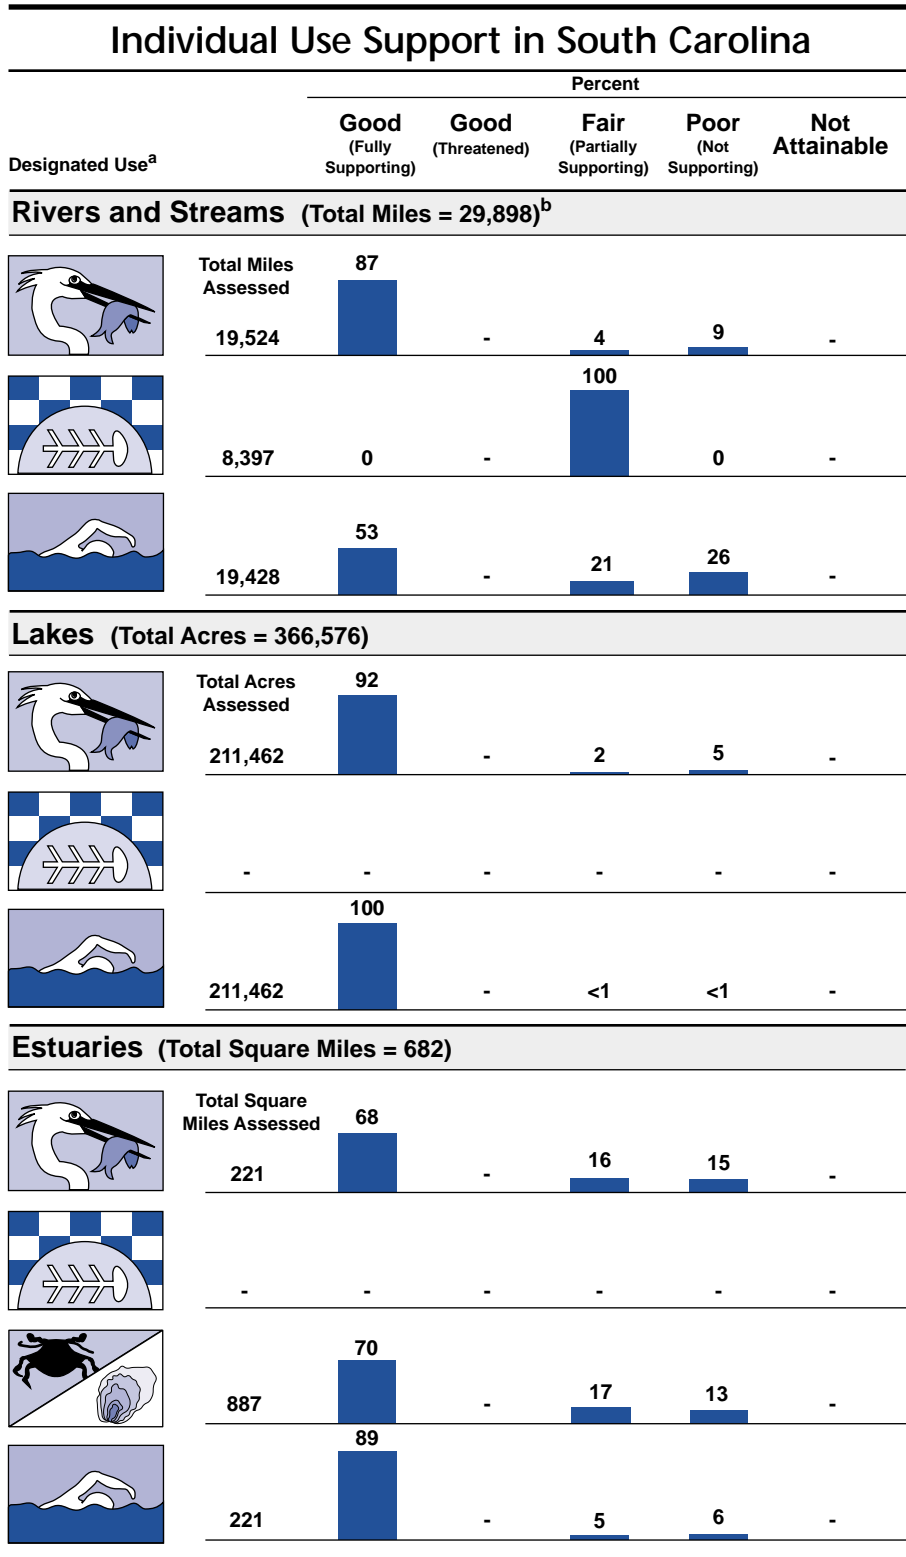 Individual Use Support in South Carolina
Percent
Designated Useᵃ
Good (Fully Supporting)
Good (Threatened)
Fair (Partially Supporting)
Poor (Not Supporting)
Not Attainable
Rivers and Streams (Total Miles = 29,898)ᵇ
Total Miles Assessed
19,524 87 - 4 9 -
8,397 0 - 100 0 -
19,428 53 - 21 26 -
Lakes (Total Acres = 366,576)
Total Acres Assessed
211,462 92 - 2 5 -
- - - - - -
211,462 100 - <1 <1 -
Estuaries (Total Square Miles = 682)
Total Square Miles Assessed
221 68 - 16 15 -
- - - - - -
887 70 - 17 13 -
221 89 - 5 6 -